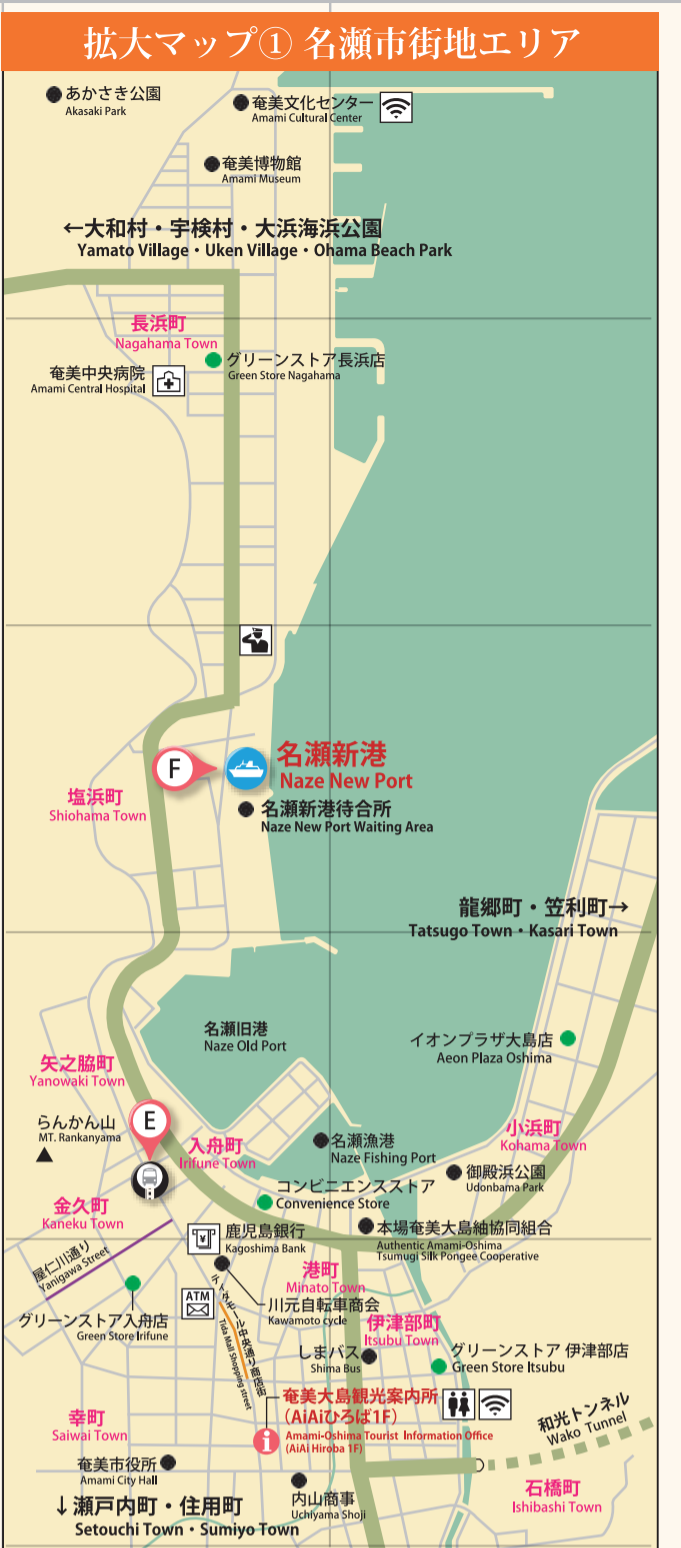 拡大マップ① 名瀬市街地エリア
あかさき公園
Akasaki Park
奄美文化センター
Amami Cultural Center
奄美博物館
Amami Museum
←大和村・宇検村・大浜海浜公園
Yamato Village・Uken Village・Ohama Beach Park
長浜町
Nagahama Town
グリーンストア長浜店
Green Store Nagahama
奄美中央病院
Amami Central Hospital
F
名瀬新港
Naze New Port
塩浜町
Shiohama Town
名瀬新港待合所
Naze New Port Waiting Area
龍郷町・笠利町→
Tatsugo Town・Kasari Town
名瀬旧港
Naze Old Port
イオンプラザ大島店
Aeon Plaza Oshima
矢之脇町
Yanowaki Town
E
らんかん山
MT. Rankanyama
入舟町
Irifune Town
名瀬漁港
Naze Fishing Port
小浜町
Kohama Town
御殿浜公園
Udonbama Park
コンビニエンスストア
Convenience Store
金久町
Kaneku Town
鹿児島銀行
Kagoshima Bank
本場奄美大島紬協同組合
Authentic Amami-Oshima
Tsumugi Silk Pongee Cooperative
屋仁川通り
Yanigawa Street
港町
Minato Town
ATM
川元自転車商会
Kawamoto cycle
グリーンストア入舟店
Green Store Irifune
ティダモール中央通り商店街
Tida Mall Shopping street
伊津部町
Itsubu Town
しまバス
Shima Bus
グリーンストア 伊津部店
Green Store Itsubu
奄美大島観光案内所
(AiAiひろば1F)
Amami-Oshima Tourist Information Office
(AiAi Hiroba 1F)
幸町
Saiwai Town
和光トンネル
Wako Tunnel
奄美市役所
Amami City Hall
内山商事
Uchiyama Shoji
石橋町
Ishibashi Town
↓瀬戸内町・住用町
Setouchi Town・Sumiyo Town